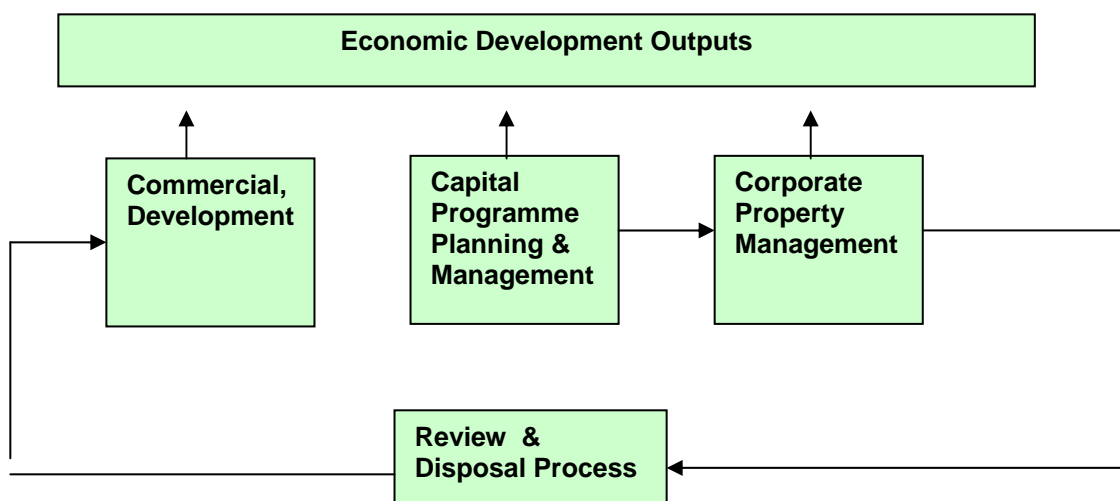 Economic Development Outputs
Commercial,
Development
Capital
Programme
Planning &
Management
Corporate
Property
Management
Review &
Disposal Process